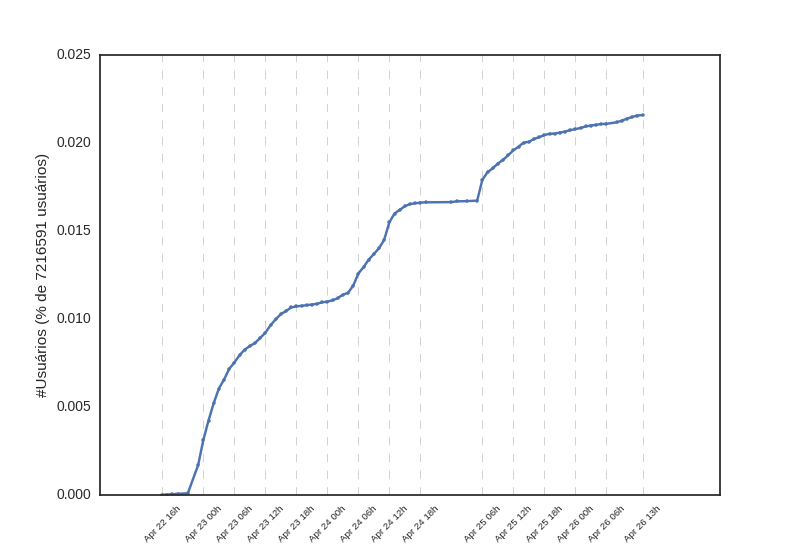 0.025
0.020
0.015
0.010
0.005
0.000
#Usuários (% de 7216591 usuários)
Apr 22 16h
Apr 23 00h
Apr 23 06h
Apr 23 12h
Apr 23 18h
Apr 24 00h
Apr 24 06h
Apr 24 12h
Apr 24 18h
Apr 25 06h
Apr 25 12h
Apr 25 18h
Apr 26 00h
Apr 26 06h
Apr 26 13h